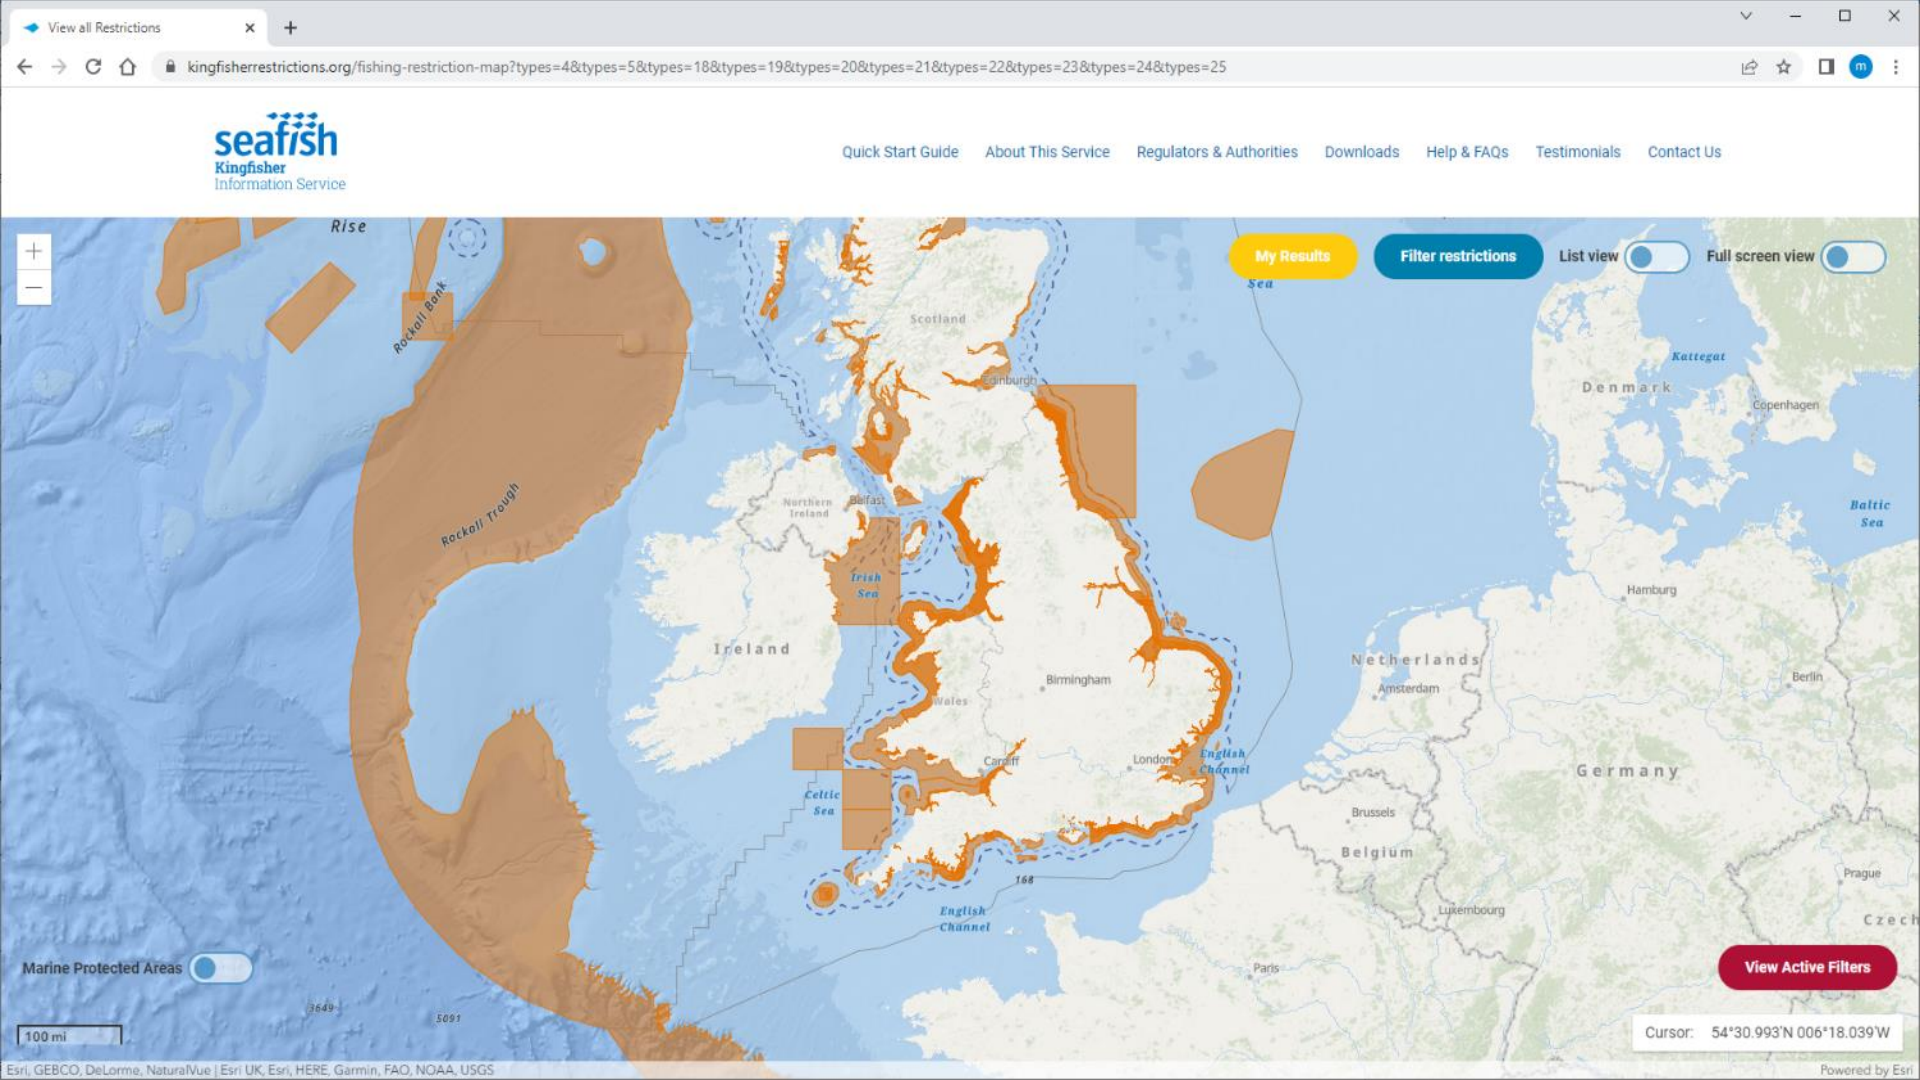 View all Restrictions
kingfisherrestrictions.org/fishing-restriction-map?types=4&types=5&types=18&types=19&types=20&types=21&types=22&types=23&types=24&types=25
m
seafish
Kingfisher
Information Service
Quick Start Guide
About This Service
Regulators & Authorities
Downloads
Help & FAQs
Testimonials
Contact Us
Rise
My Results
Filter restrictions
List view
Full screen view
Sea
Rockall Bank
Scotland
Kattegat
Edinburgh
Denmark
Copenhagen
Rockall Trough
Northern
Ireland
Belfast
Baltic
Sea
Irish
Sea
Hamburg
Ireland
Netherlands
Birmingham
Amsterdam
Berlin
Wales
Cardiff
London
English
Channel
Germany
Celtic
Sea
Brussels
Belgium
168
Prague
English
Channel
Luxembourg
Czech
Marine Protected Areas
Paris
View Active Filters
3649
5091
100 mi
Cursor: 54°30.993'N 006°18.039'W
Esri, GEBCO, DeLorme, NaturalVue | Esri UK, Esri, HERE, Garmin, FAO, NOAA, USGS
Powered by Esri